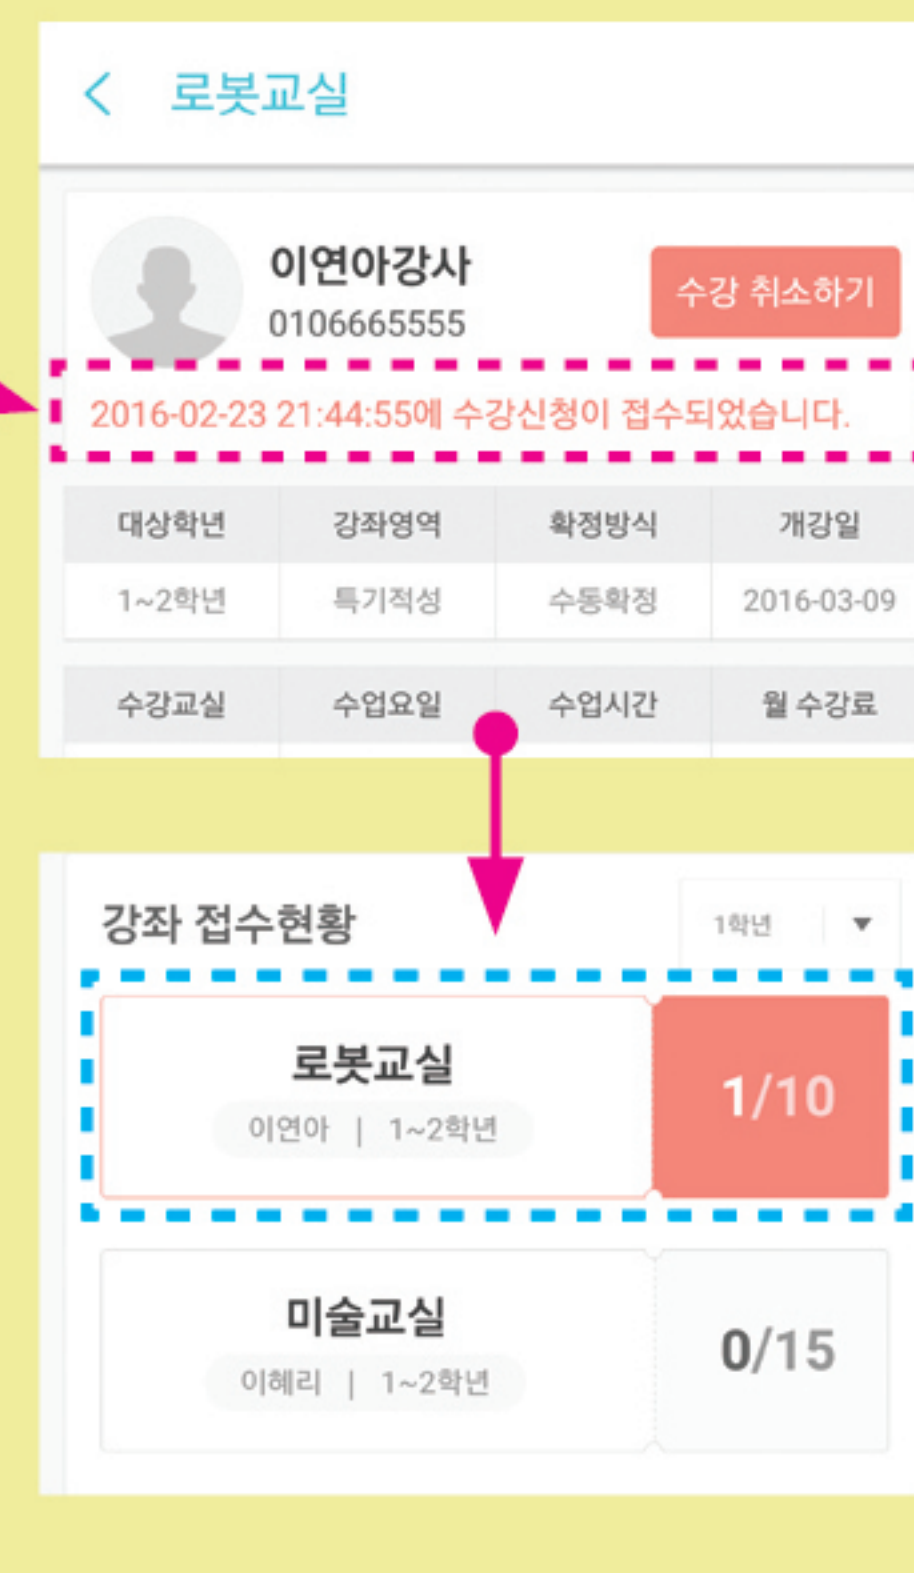 로봇교실
이연아강사
0106665555
수강 취소하기
2016-02-23 21:44:55에 수강신청이 접수되었습니다.
대상학년 강좌영역 확정방식 개강일
1~2학년 특기적성 수동확정 2016-03-09
수강교실 수업요일 수업시간 월 수강료
강좌 접수현황
1학년
로봇교실
이연아 | 1~2학년
1/10
미술교실
이혜리 | 1~2학년
0/15